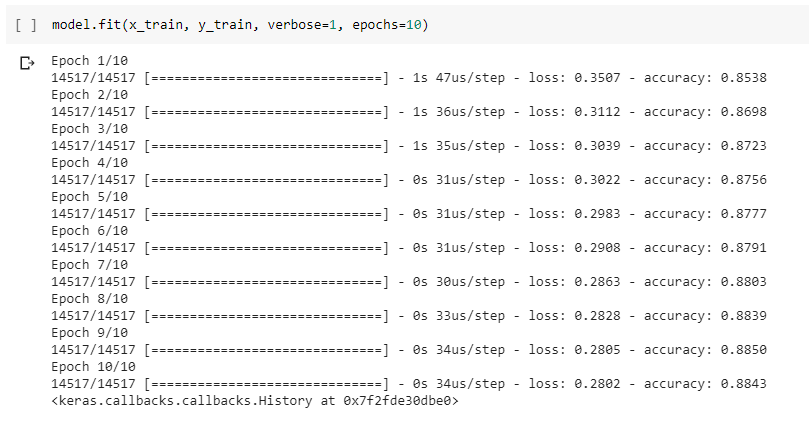 [ ] model.fit(x_train, y_train, verbose=1, epochs=10)
Epoch 1/10
14517/14517 [==============================] - 1s 47us/step - loss: 0.3507 - accuracy: 0.8538
Epoch 2/10
14517/14517 [==============================] - 1s 36us/step - loss: 0.3112 - accuracy: 0.8698
Epoch 3/10
14517/14517 [==============================] - 1s 35us/step - loss: 0.3039 - accuracy: 0.8723
Epoch 4/10
14517/14517 [==============================] - 0s 31us/step - loss: 0.3022 - accuracy: 0.8756
Epoch 5/10
14517/14517 [==============================] - 0s 31us/step - loss: 0.2983 - accuracy: 0.8777
Epoch 6/10
14517/14517 [==============================] - 0s 31us/step - loss: 0.2908 - accuracy: 0.8791
Epoch 7/10
14517/14517 [==============================] - 0s 30us/step - loss: 0.2863 - accuracy: 0.8803
Epoch 8/10
14517/14517 [==============================] - 0s 33us/step - loss: 0.2828 - accuracy: 0.8839
Epoch 9/10
14517/14517 [==============================] - 0s 34us/step - loss: 0.2805 - accuracy: 0.8850
Epoch 10/10
14517/14517 [==============================] - 0s 34us/step - loss: 0.2802 - accuracy: 0.8843
<keras.callbacks.callbacks.History at 0x7f2fde30dbe0>